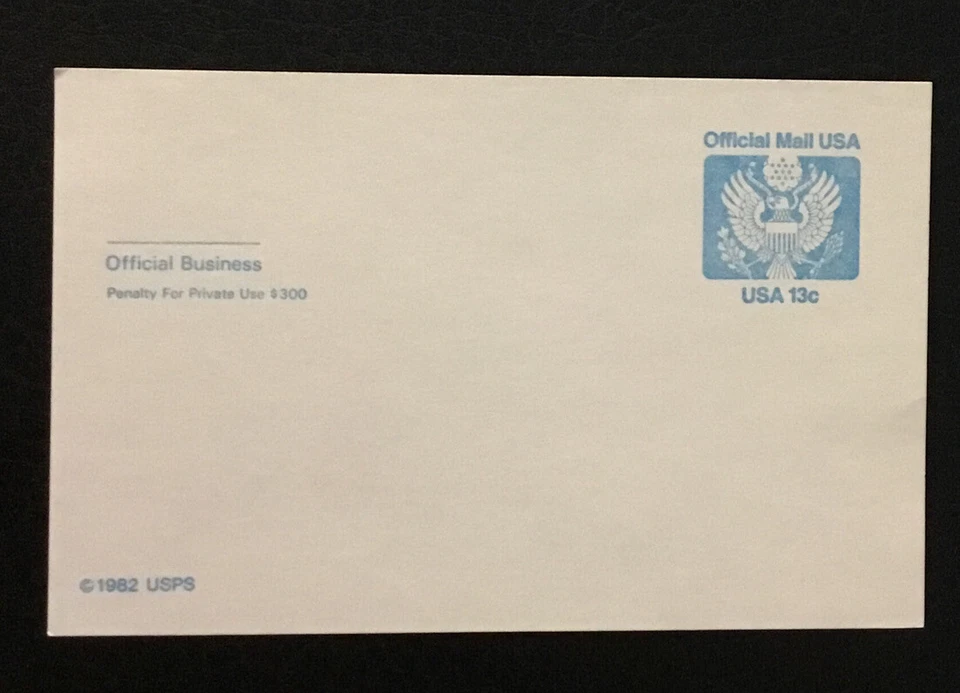 Official Mail USA
USA 13c
Official Business
Penalty For Private Use $300
©1982 USPS